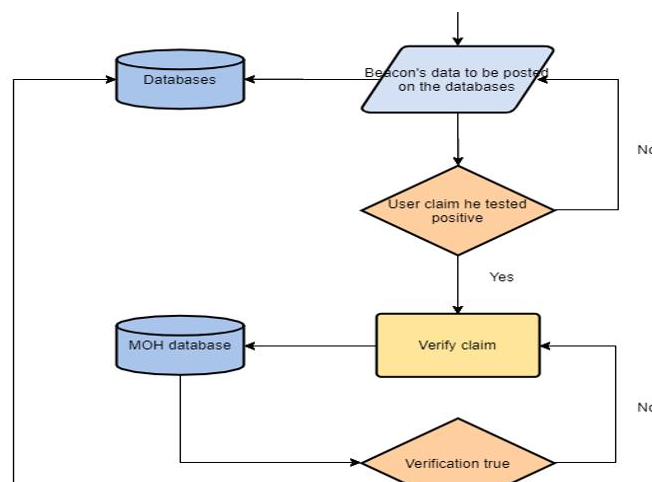 Databases
Beacon's data to be posted
on the databases
No
User claim he tested
positive
Yes
MOH database
Verify claim
No
Verification true